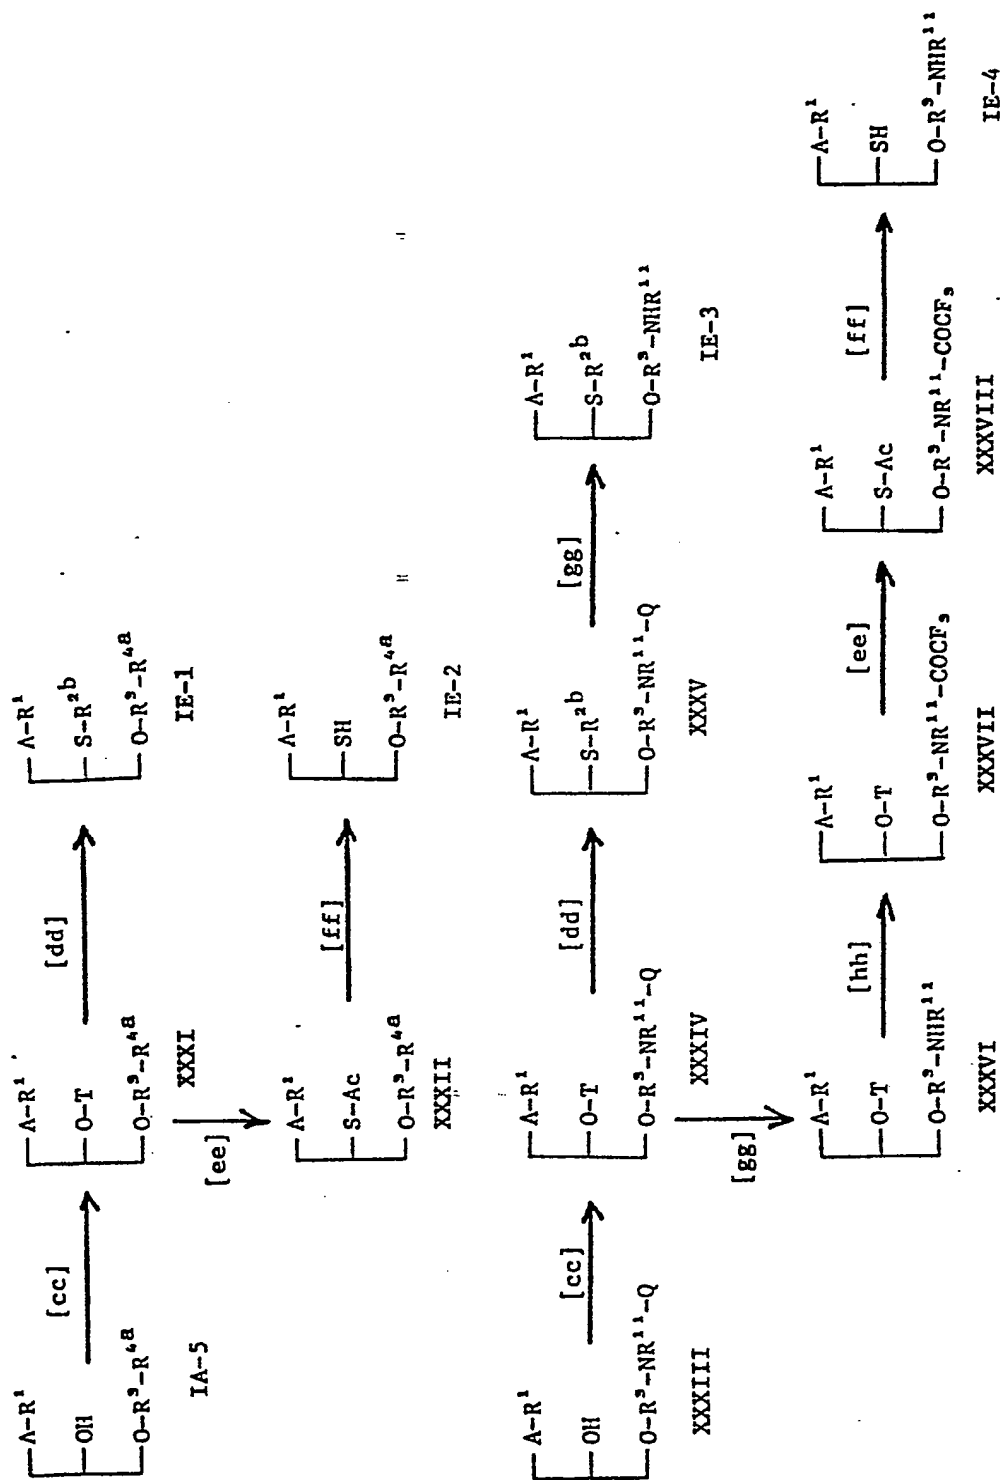 A-R¹
OH
O-R³-R⁴ᵃ
IA-5
[cc]
A-R¹
O-T
O-R³-R⁴ᵃ
XXXI
[dd]
A-R¹
S-R²ᵇ
O-R³-R⁴ᵃ
IE-1
[ee]
A-R¹
S-Ac
O-R³-R⁴ᵃ
XXXII
[ff]
A-R¹
SH
O-R³-R⁴ᵃ
IE-2
A-R¹
OH
O-R³-NR¹¹-Q
XXXIII
[cc]
A-R¹
O-T
O-R³-NR¹¹-Q
XXXIV
[dd]
A-R¹
S-R²ᵇ
O-R³-NR¹¹-Q
XXXV
[gg]
A-R¹
S-R²ᵇ
O-R³-NHR¹¹
IE-3
[gg]
A-R¹
O-T
O-R³-NHR¹¹
XXXVI
[hh]
A-R¹
O-T
O-R³-NR¹¹-COCF₃
XXXVII
[ee]
A-R¹
S-Ac
O-R³-NR¹¹-COCF₃
XXXVIII
[ff]
A-R¹
SH
O-R³-NHR¹¹
IE-4